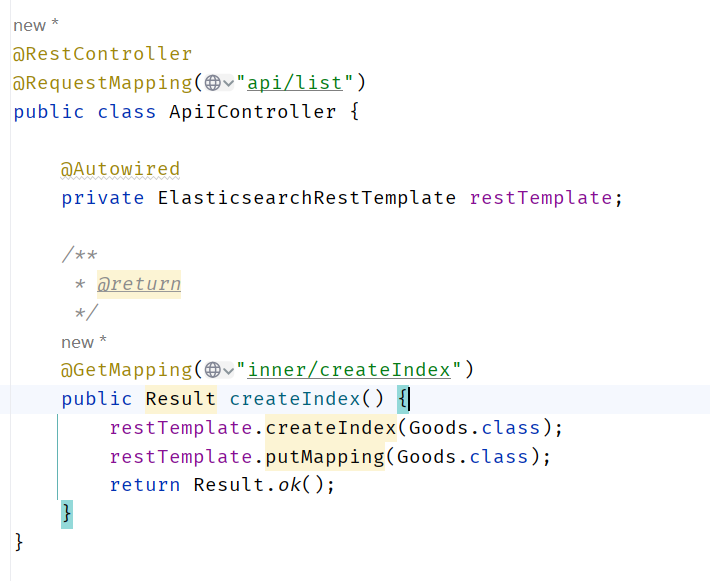 new *
@RestController
@RequestMapping("api/list")
public class ApiIController {
@Autowired
private ElasticsearchRestTemplate restTemplate;
/**
* @return
*/
new *
@GetMapping("inner/createIndex")
public Result createIndex() {
restTemplate.createIndex(Goods.class);
restTemplate.putMapping(Goods.class);
return Result.ok();
}
}